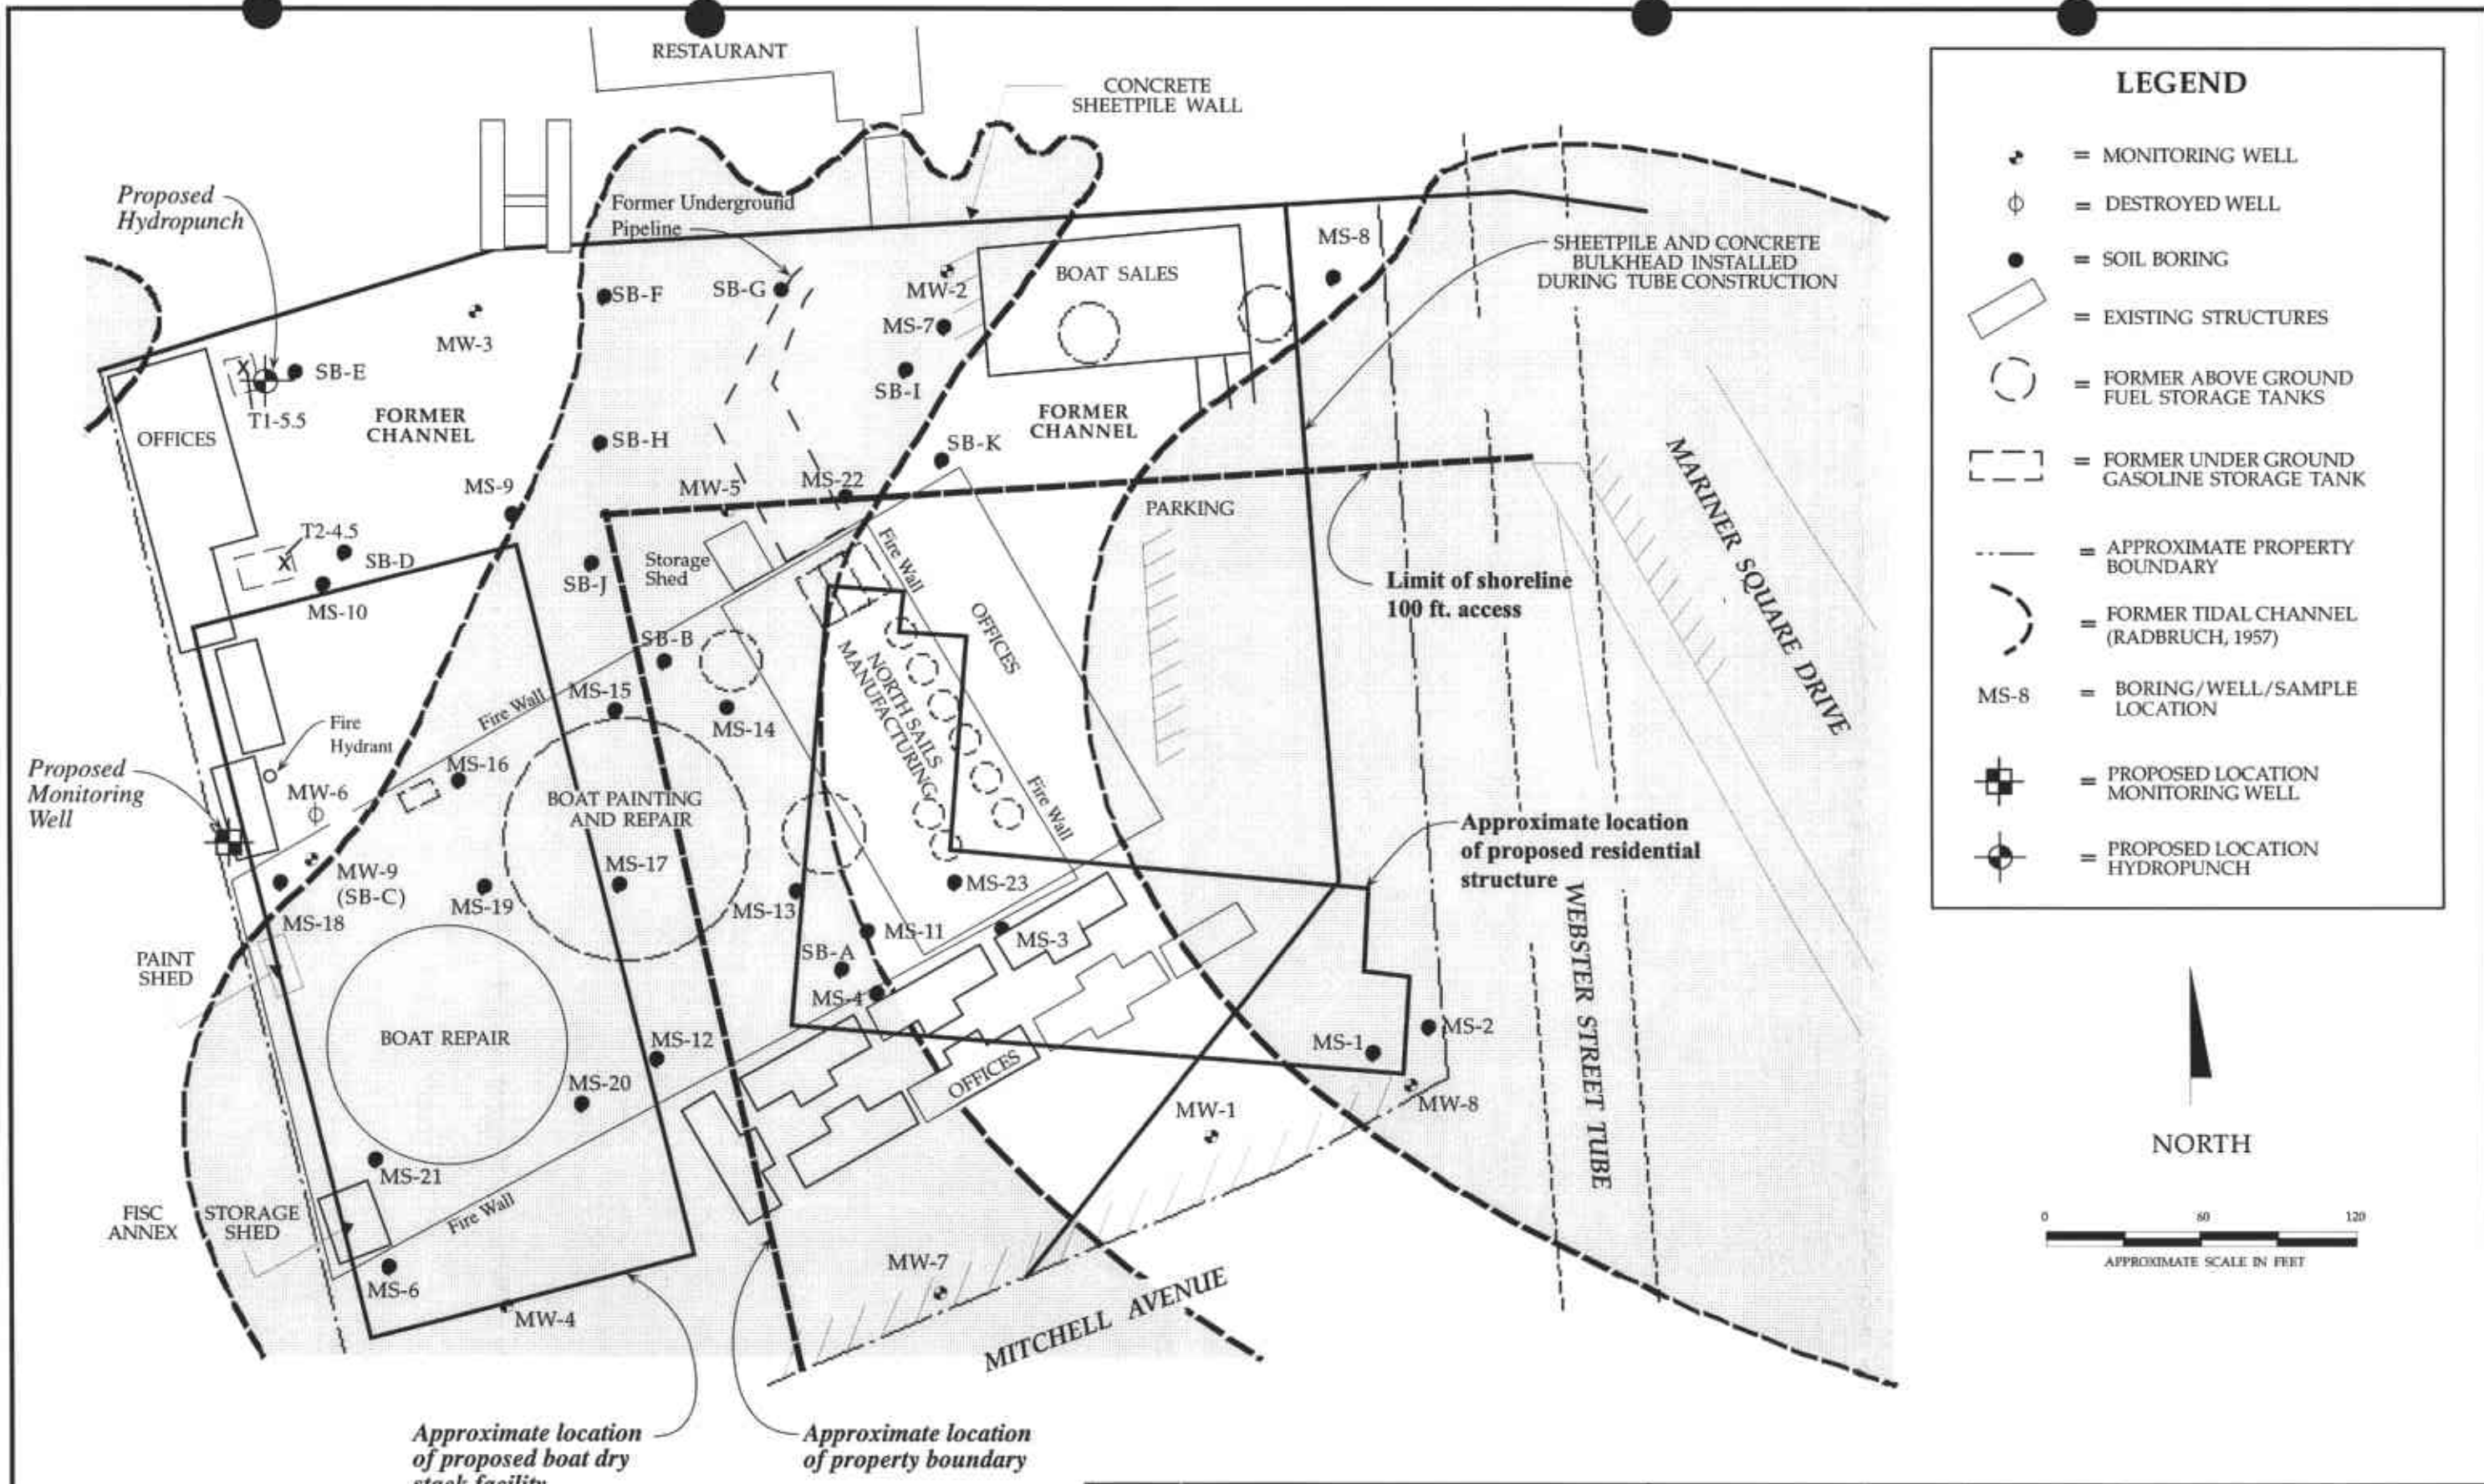 RESTAURANT
CONCRETE
SHEETPILE WALL
Proposed
Hydropunch
Former Underground
Pipeline
MS-8
SHEETPILE AND CONCRETE
BULKHEAD INSTALLED
DURING TUBE CONSTRUCTION
SB-F
SB-G
MW-2
BOAT SALES
MS-7
MW-3
SB-E
X
T1-5.5
SB-I
FORMER
CHANNEL
FORMER
CHANNEL
OFFICES
SB-H
SB-K
MS-9
MW-5
MS-22
PARKING
MARINER SQUARE DRIVE
T2-4.5
X
SB-D
MS-10
SB-J
Storage
Shed
Fire Wall
OFFICES
Limit of shoreline
100 ft. access
SB-B
NORTH SAILS
MANUFACTURING
MS-15
Fire Wall
MS-14
Fire
Hydrant
MS-16
Proposed
Monitoring
Well
MW-6
BOAT PAINTING
AND REPAIR
Fire Wall
Approximate location
of proposed residential
structure
MS-17
MW-9
(SB-C)
MS-19
MS-13
MS-23
MS-18
MS-11
MS-3
WEBSTER STREET TUBE
PAINT
SHED
SB-A
MS-4
BOAT REPAIR
MS-12
MS-1
MS-2
OFFICES
MS-20
MW-1
MW-8
MS-21
FISC
ANNEX
STORAGE
SHED
Fire Wall
MW-7
MS-6
MW-4
MITCHELL AVENUE
Approximate location
of proposed boat dry
stack facility
Approximate location
of property boundary
LEGEND
= MONITORING WELL
= DESTROYED WELL
= SOIL BORING
= EXISTING STRUCTURES
= FORMER ABOVE GROUND
FUEL STORAGE TANKS
= FORMER UNDER GROUND
GASOLINE STORAGE TANK
= APPROXIMATE PROPERTY
BOUNDARY
= FORMER TIDAL CHANNEL
(RADBRUCH, 1957)
MS-8 = BORING/WELL/SAMPLE
LOCATION
= PROPOSED LOCATION
MONITORING WELL
= PROPOSED LOCATION
HYDROPUNCH
NORTH
0 60 120
APPROXIMATE SCALE IN FEET